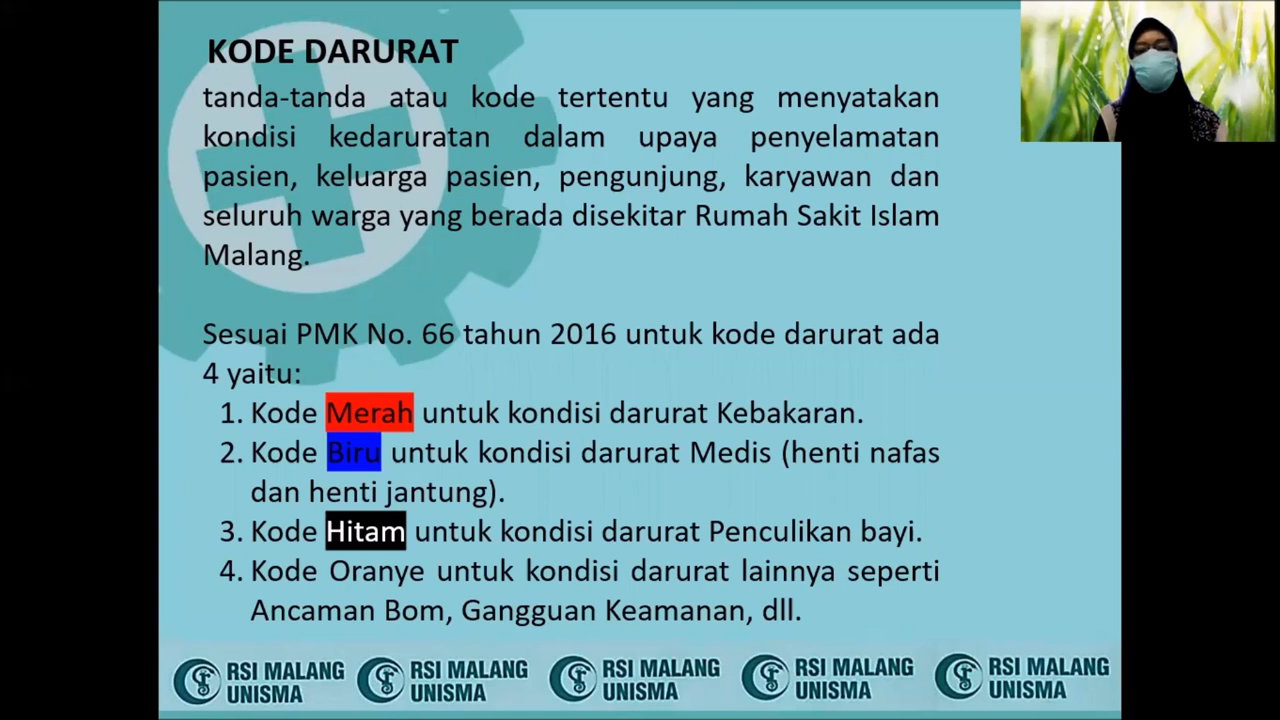 KODE DARURAT
tanda-tanda atau kode tertentu yang menyatakan
kondisi kedaruratan dalam upaya penyelamatan
pasien, keluarga pasien, pengunjung, karyawan dan
seluruh warga yang berada disekitar Rumah Sakit Islam
Malang.
Sesuai PMK No. 66 tahun 2016 untuk kode darurat ada
4 yaitu:
1. Kode Merah untuk kondisi darurat Kebakaran.
2. Kode Biru untuk kondisi darurat Medis (henti nafas
dan henti jantung).
3. Kode Hitam untuk kondisi darurat Penculikan bayi.
4. Kode Oranye untuk kondisi darurat lainnya seperti
Ancaman Bom, Gangguan Keamanan, dll.
RSI MALANG UNISMA
RSI MALANG UNISMA
RSI MALANG UNISMA
RSI MALANG UNISMA
RSI MALANG UNISMA